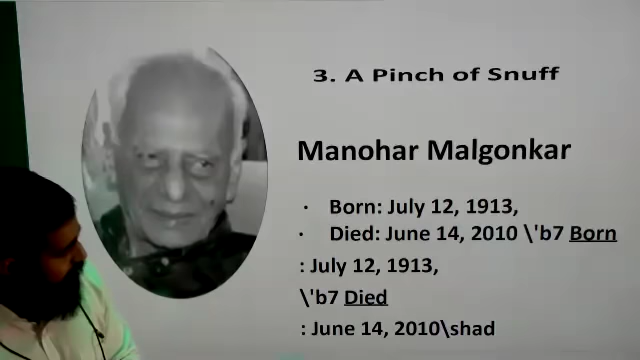 3. A Pinch of Snuff
Manohar Malgonkar
· Born: July 12, 1913,
· Died: June 14, 2010 \'b7 Born
: July 12, 1913,
\'b7 Died
: June 14, 2010\shad